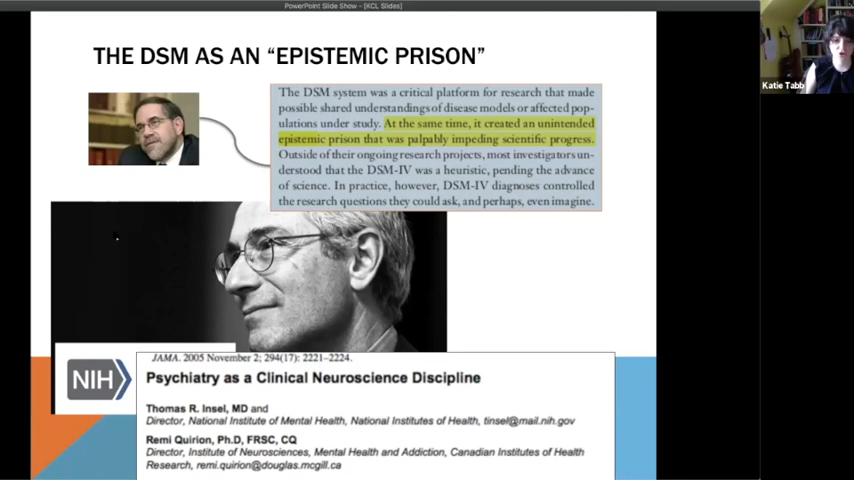 PowerPoint Slide Show - [KCL Slides]
THE DSM AS AN “EPISTEMIC PRISON”
Katie Tabb
The DSM system was a critical platform for research that made
possible shared understandings of disease models or affected pop-
ulations under study. At the same time, it created an unintended
epistemic prison that was palpably impeding scientific progress.
Outside of their ongoing research projects, most investigators un-
derstood that the DSM-IV was a heuristic, pending the advance
of science. In practice, however, DSM-IV diagnoses controlled
the research questions they could ask, and perhaps, even imagine.
NIH
JAMA. 2005 November 2; 294(17): 2221–2224.
Psychiatry as a Clinical Neuroscience Discipline
Thomas R. Insel, MD and
Director, National Institute of Mental Health, National Institutes of Health, tinsel@mail.nih.gov
Remi Quirion, Ph.D, FRSC, CQ
Director, Institute of Neurosciences, Mental Health and Addiction, Canadian Institutes of Health
Research, remi.quirion@douglas.mcgill.ca